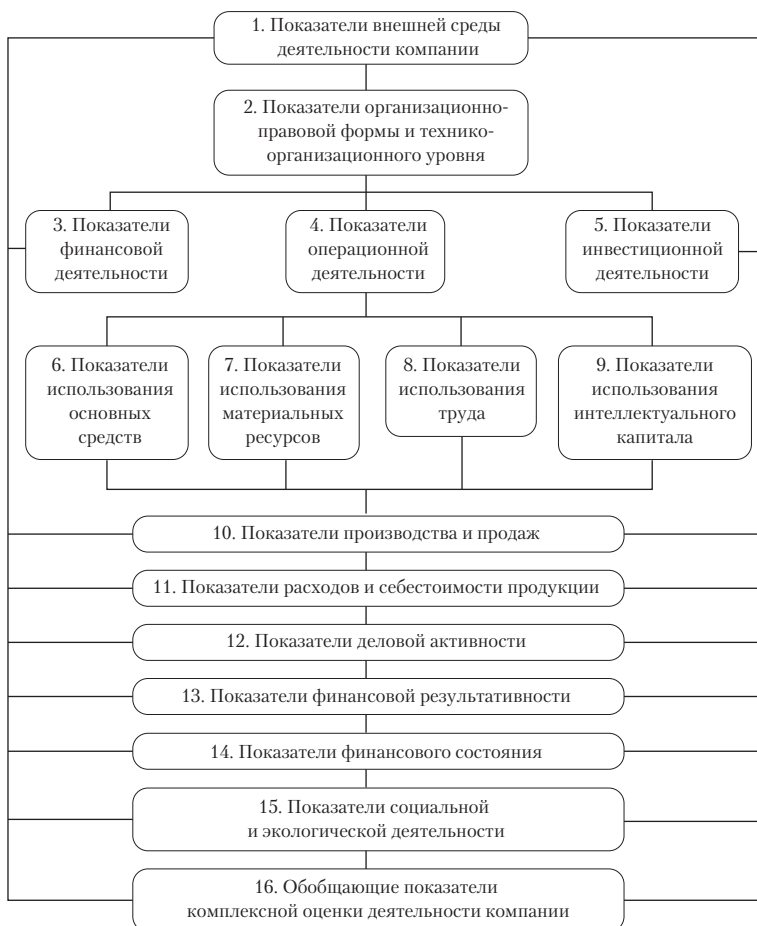 1. Показатели внешней среды
деятельности компании
2. Показатели организационно-
правовой формы и технико-
организационного уровня
3. Показатели
финансовой
деятельности
4. Показатели
операционной
деятельности
5. Показатели
инвестиционной
деятельности
6. Показатели
использования
основных
средств
7. Показатели
использования
материальных
ресурсов
8. Показатели
использования
труда
9. Показатели
использования
интеллектуального
капитала
10. Показатели производства и продаж
11. Показатели расходов и себестоимости продукции
12. Показатели деловой активности
13. Показатели финансовой результативности
14. Показатели финансового состояния
15. Показатели социальной
и экологической деятельности
16. Обобщающие показатели
комплексной оценки деятельности компании